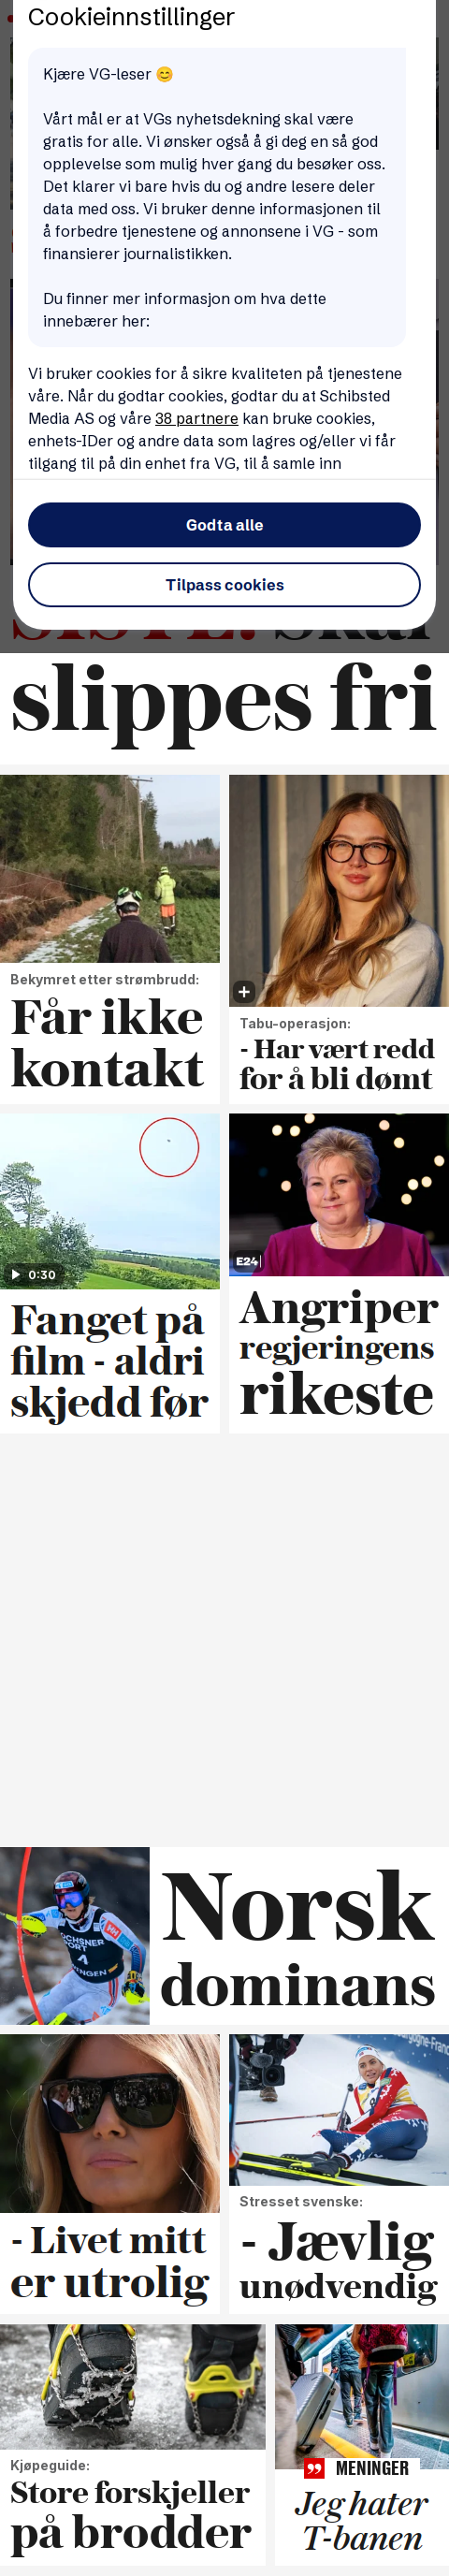 Cookieinnstillinger
Kjære VG-leser 😊
Vårt mål er at VGs nyhetsdekning skal være
gratis for alle. Vi ønsker også å gi deg en så god
opplevelse som mulig hver gang du besøker oss.
Det klarer vi bare hvis du og andre lesere deler
data med oss. Vi bruker denne informasjonen til
å forbedre tjenestene og annonsene i VG - som
finansierer journalistikken.
Du finner mer informasjon om hva dette
innebærer her:
Vi bruker cookies for å sikre kvaliteten på tjenestene
våre. Når du godtar cookies, godtar du at Schibsted
Media AS og våre 38 partnere kan bruke cookies,
enhets-IDer og andre data som lagres og/eller vi får
tilgang til på din enhet fra VG, til å samle inn
Godta alle
Tilpass cookies
SISTE: Skal
slippes fri
Bekymret etter strømbrudd:
Får ikke
kontakt
Tabu-operasjon:
- Har vært redd
for å bli dømt
0:30
Fanget på
film - aldri
skjedd før
E24
Angriper
regjeringens
rikeste
4
Norsk
dominans
- Livet mitt
er utrolig
Stresset svenske:
- Jævlig
unødvendig
Kjøpeguide:
Store forskjeller
på brodder
MENINGER
Jeg hater
T-banen